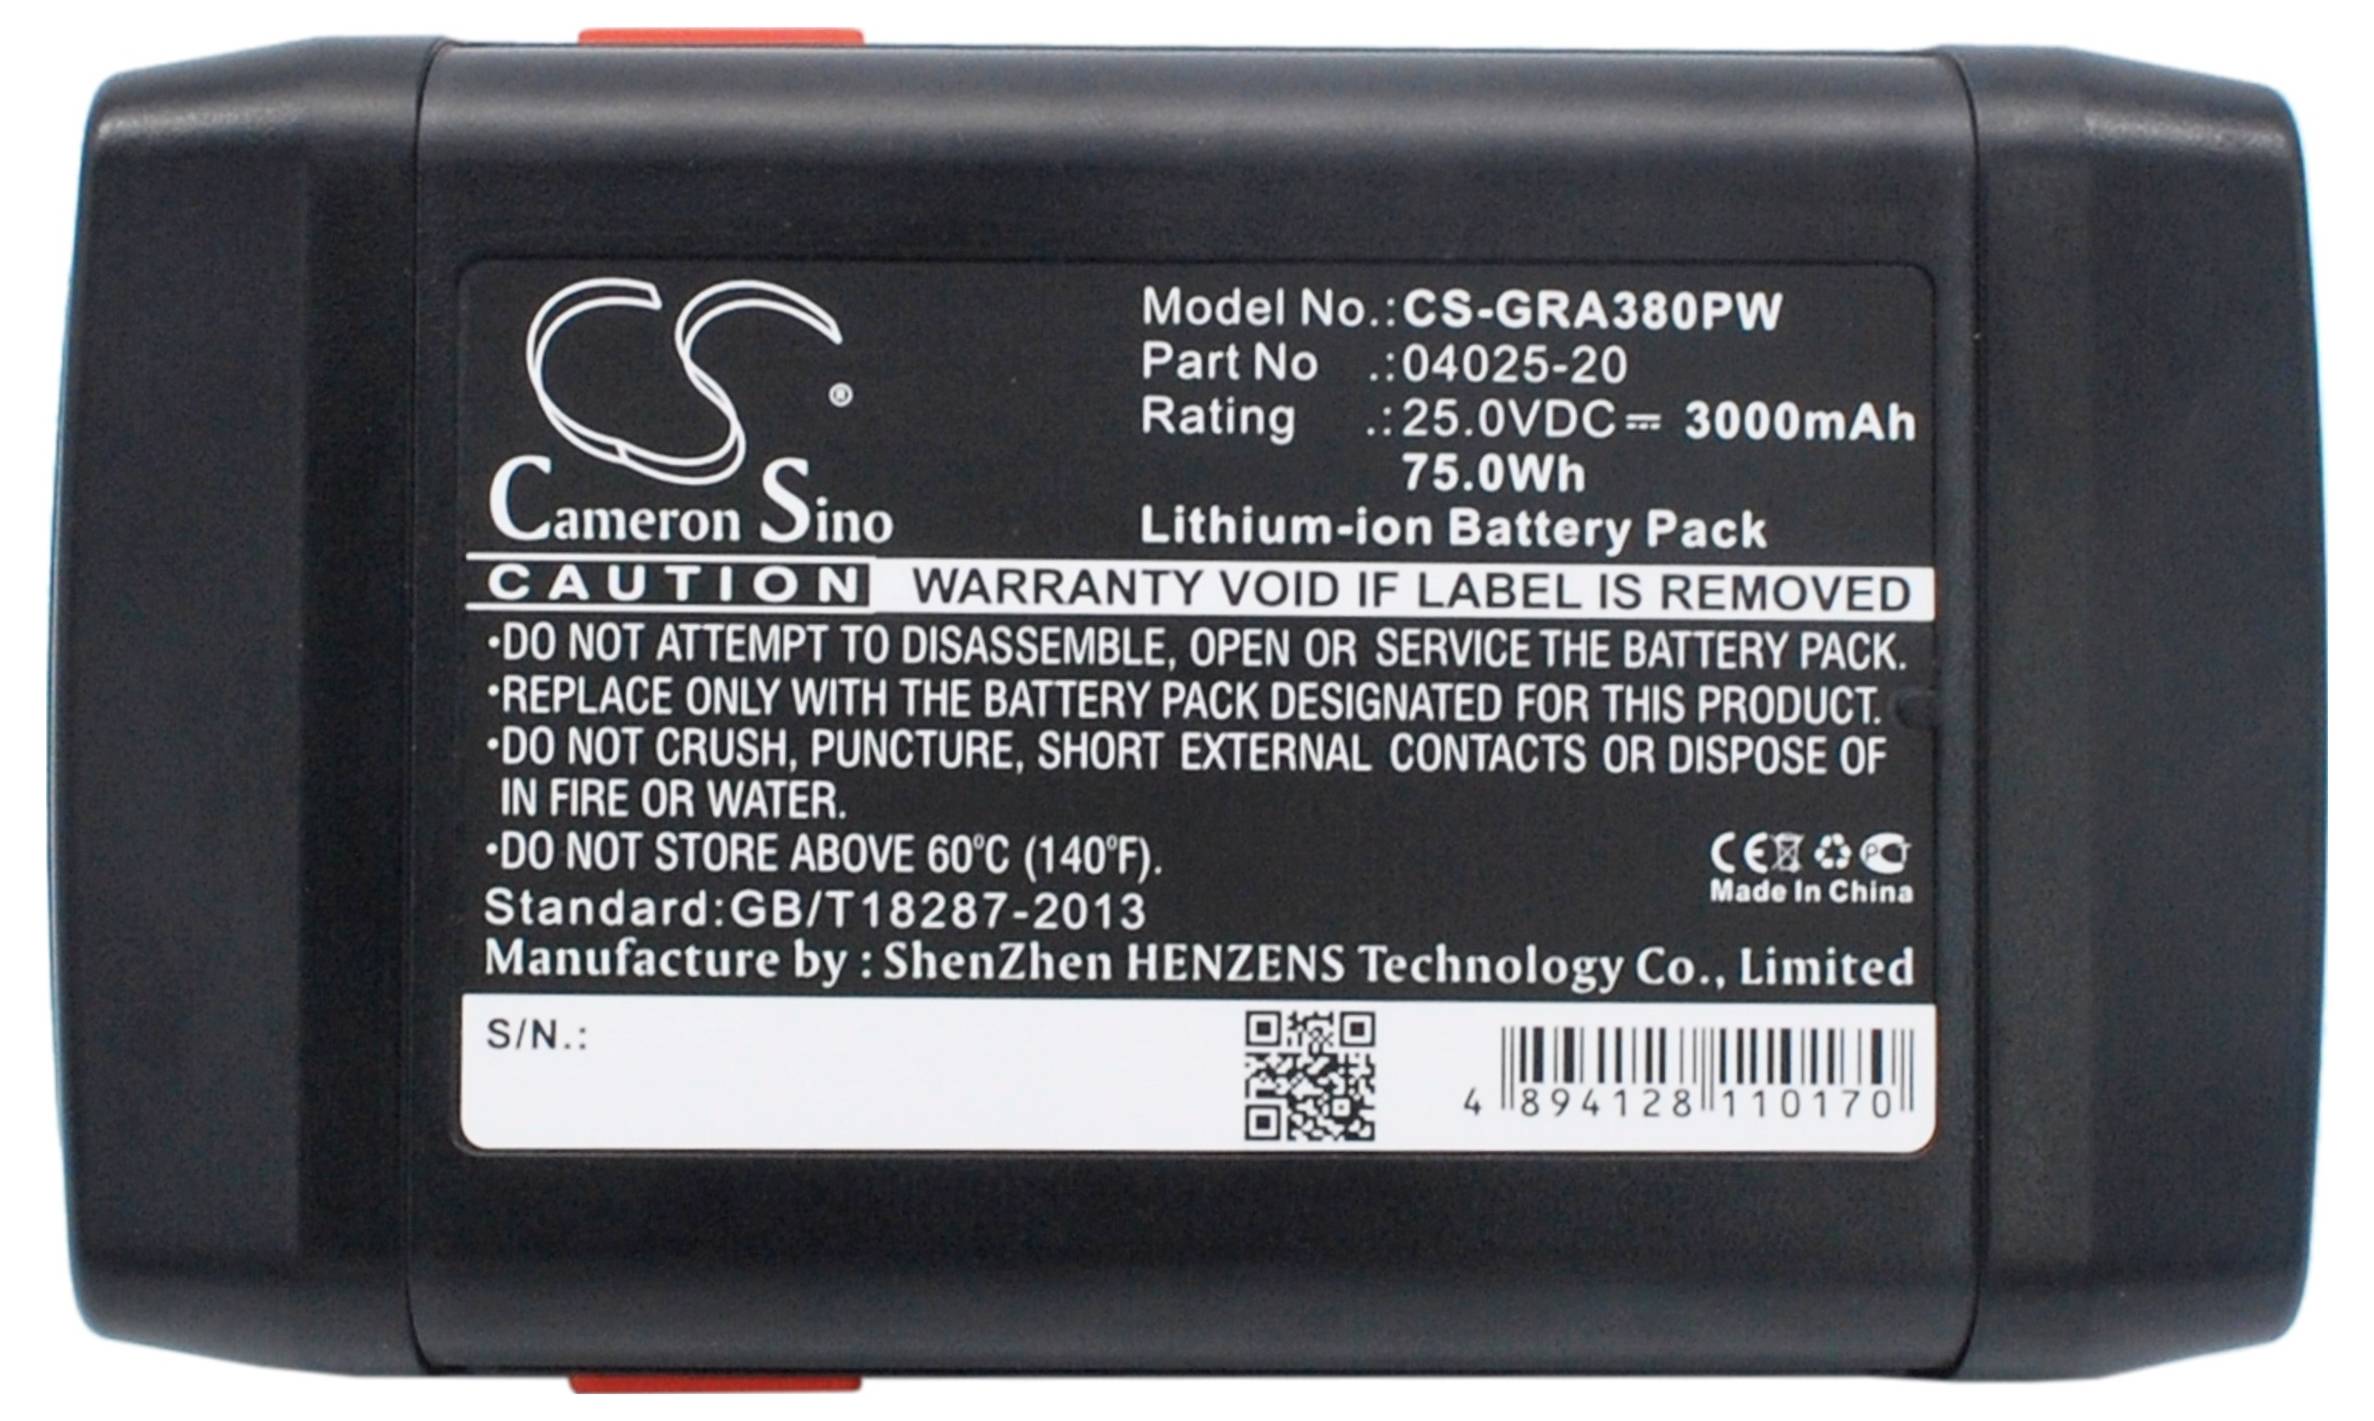 CS ®
Cameron Sino
Model No.:CS-GRA380PW
Part No .:04025-20
Rating .:25.0VDC⎓ 3000mAh
75.0Wh
Lithium-ion Battery Pack
CAUTION WARRANTY VOID IF LABEL IS REMOVED
•DO NOT ATTEMPT TO DISASSEMBLE, OPEN OR SERVICE THE BATTERY PACK.
•REPLACE ONLY WITH THE BATTERY PACK DESIGNATED FOR THIS PRODUCT.
•DO NOT CRUSH, PUNCTURE, SHORT EXTERNAL CONTACTS OR DISPOSE OF
IN FIRE OR WATER.
•DO NOT STORE ABOVE 60°C (140°F).
CE
Made In China
Standard:GB/T18287-2013
Manufacture by : ShenZhen HENZENS Technology Co., Limited
S/N.:
4 894128 110170